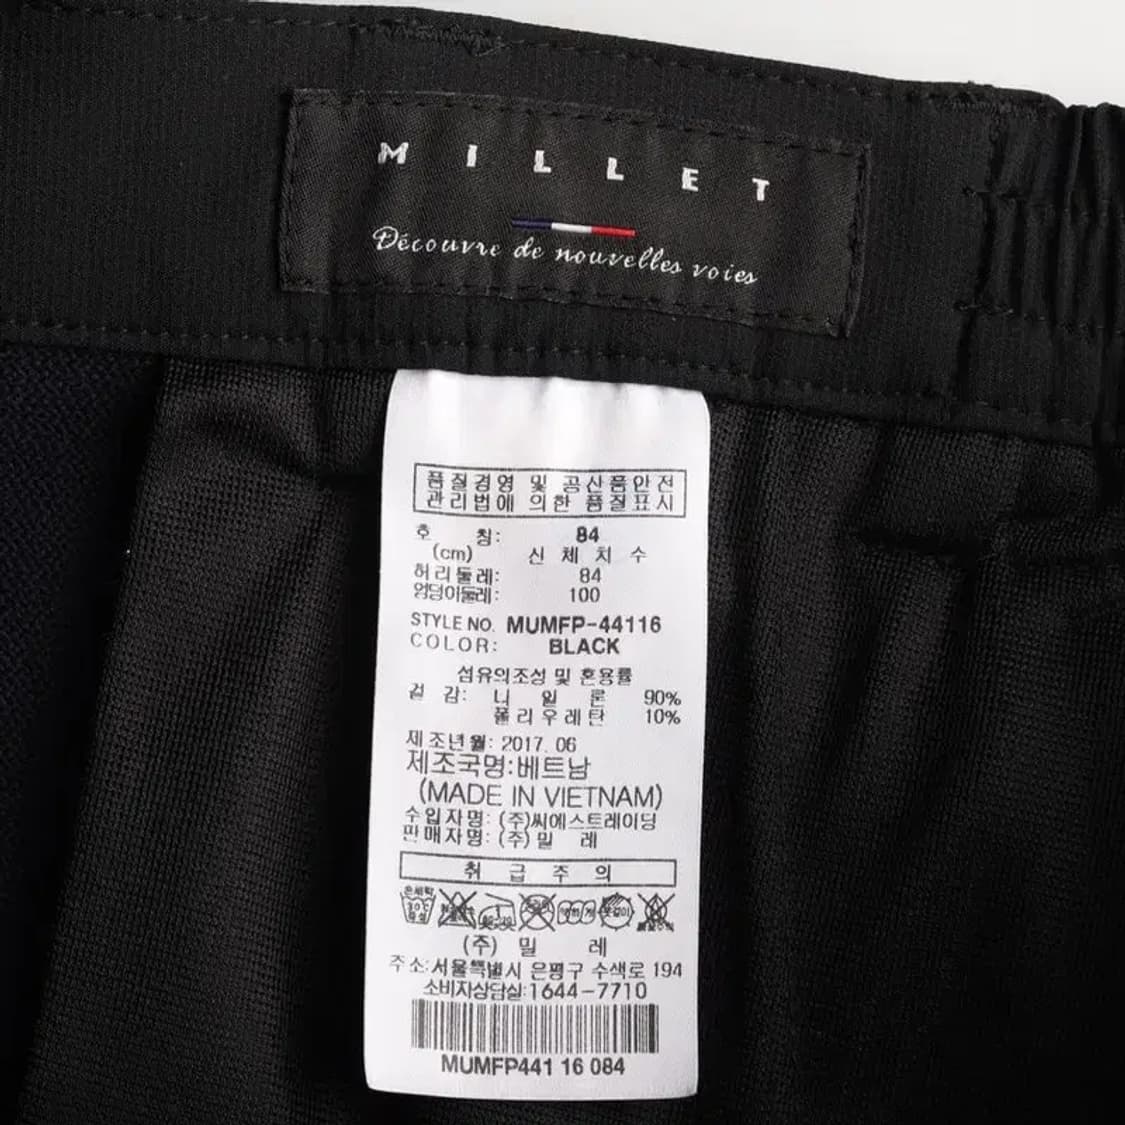 MILLET
Découvre de nouvelles voies
품질경영 및 공산품안전
관리법에 의한 품질표시
호 칭: 84
(cm) 신 체 치 수
허리둘레: 84
엉덩이둘레: 100
STYLE NO. MUMFP-44116
COLOR: BLACK
섬유의조성 및 혼용률
겉 감: 니 일 론 90%
폴리우레탄 10%
제조년월: 2017. 06
제조국명:베트남
(MADE IN VIETNAM)
수입자명: (주)씨에스트레이딩
판매자명: (주) 밀 레
취 급 주 의
손세탁
30℃
중성
(주) 밀 레
주소:서울특별시 은평구 수색로 194
소비자상담실:1644-7710
MUMFP441 16 084